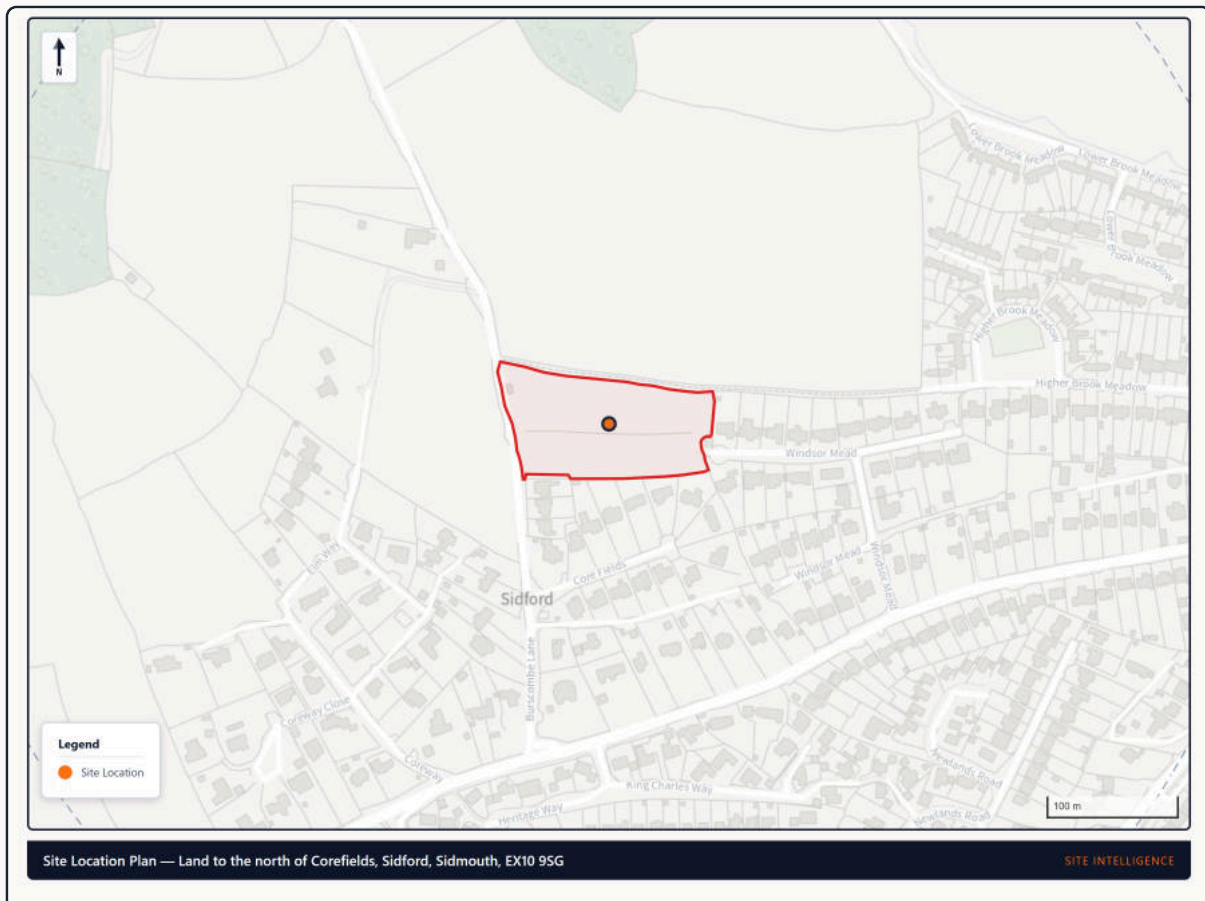 N
Lower Brook Meadow
Lower Brook Meadow
Lower Brook Meadow
Higher Brook Meadow
Higher Brook Meadow
Windsor Mead
Elm Way
Core Fields
Windsor Mead
Windsor Mead
Sidford
Burscombe Lane
Coreway Close
Coreway
King Charles Way
Heritage Way
Newlands Road
Newlands Road
Legend
Site Location
100 m
Site Location Plan — Land to the north of Corefields, Sidford, Sidmouth, EX10 9SG
SITE INTELLIGENCE